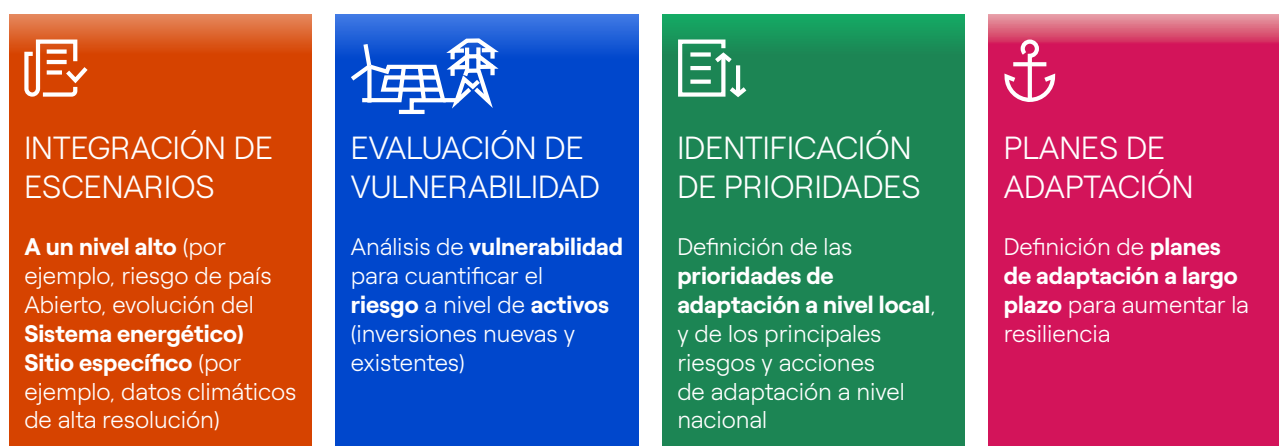 INTEGRACIÓN DE
ESCENARIOS
A un nivel alto (por
ejemplo, riesgo de país
Abierto, evolución del
Sistema energético)
Sitio específico (por
ejemplo, datos climáticos
de alta resolución)
EVALUACIÓN DE
VULNERABILIDAD
Análisis de vulnerabilidad
para cuantificar el
riesgo a nivel de activos
(inversiones nuevas y
existentes)
IDENTIFICACIÓN
DE PRIORIDADES
Definición de las
prioridades de
adaptación a nivel local,
y de los principales
riesgos y acciones
de adaptación a nivel
nacional
PLANES DE
ADAPTACIÓN
Definición de planes
de adaptación a largo
plazo para aumentar la
resiliencia